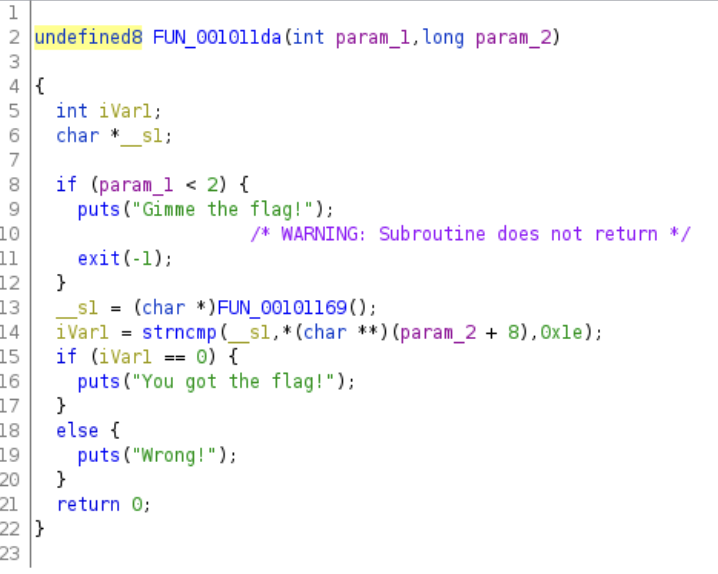 1
2 undefined8 FUN_001011da(int param_1,long param_2)
3
4 {
5 int iVar1;
6 char *__s1;
7
8 if (param_1 < 2) {
9 puts("Gimme the flag!");
10 /* WARNING: Subroutine does not return */
11 exit(-1);
12 }
13 __s1 = (char *)FUN_00101169();
14 iVar1 = strncmp(__s1,*(char **)(param_2 + 8),0x1e);
15 if (iVar1 == 0) {
16 puts("You got the flag!");
17 }
18 else {
19 puts("Wrong!");
20 }
21 return 0;
22 }
23